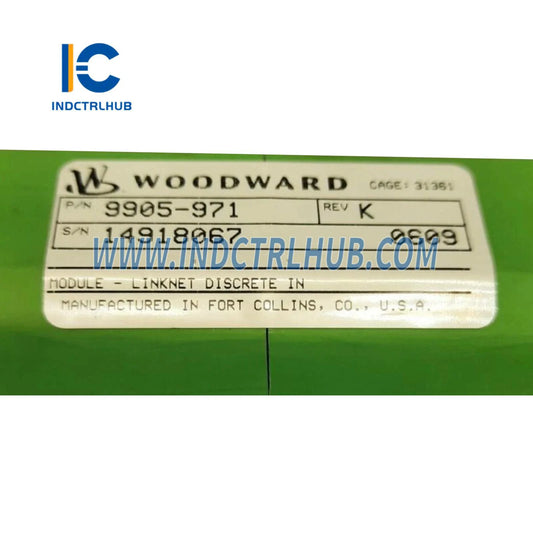 INDCTRLHUB
WOODWARD CAGE: 31361
P/N 9905-971 REV K
S/N 14918067 0609
WWW.INDCTRLHUB.COM
MODULE - LINKNET DISCRETE IN
MANUFACTURED IN FORT COLLINS, CO., U.S.A.